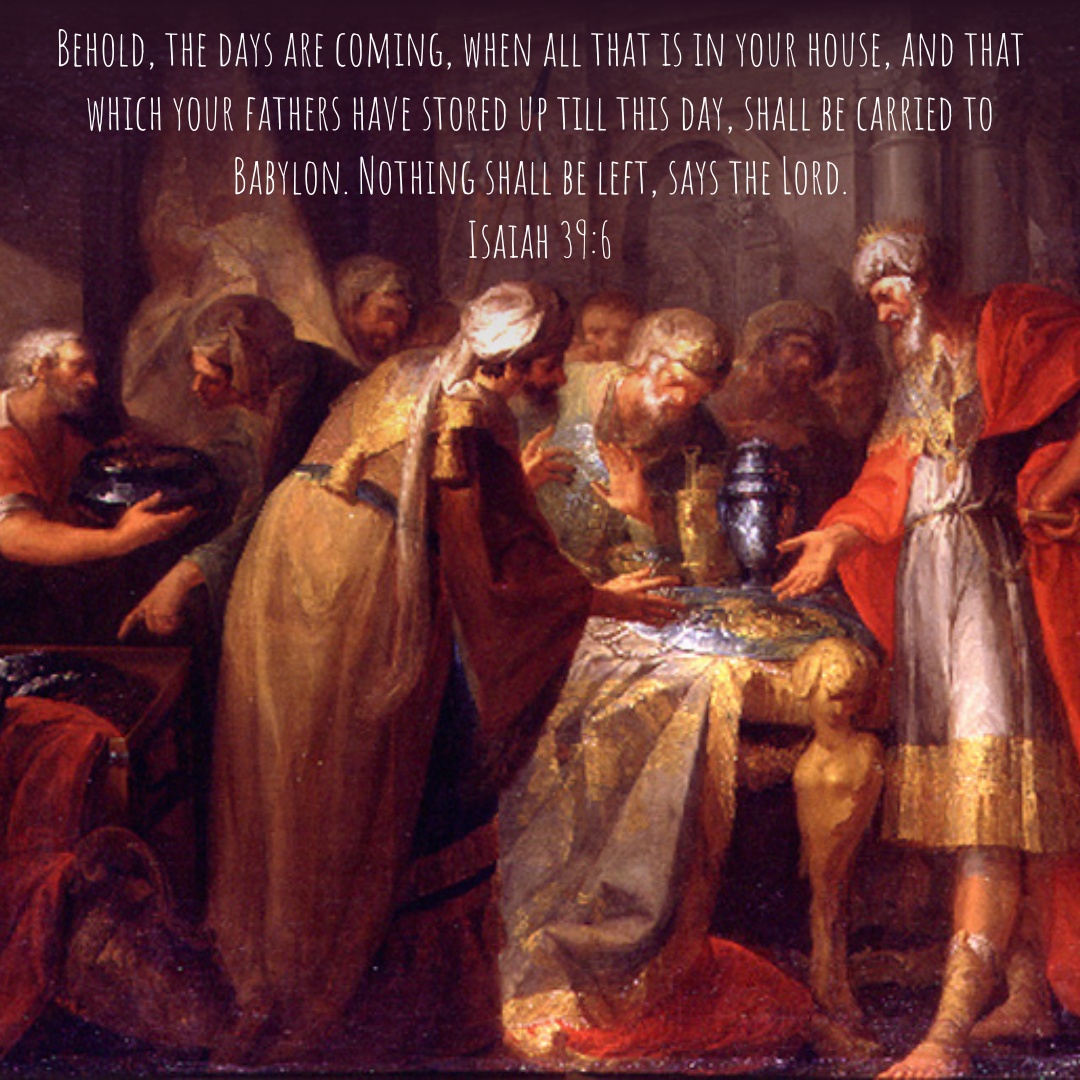 Behold, the days are coming, when all that is in your house, and that
which your fathers have stored up till this day, shall be carried to
Babylon. Nothing shall be left, says the Lord.
Isaiah 39:6